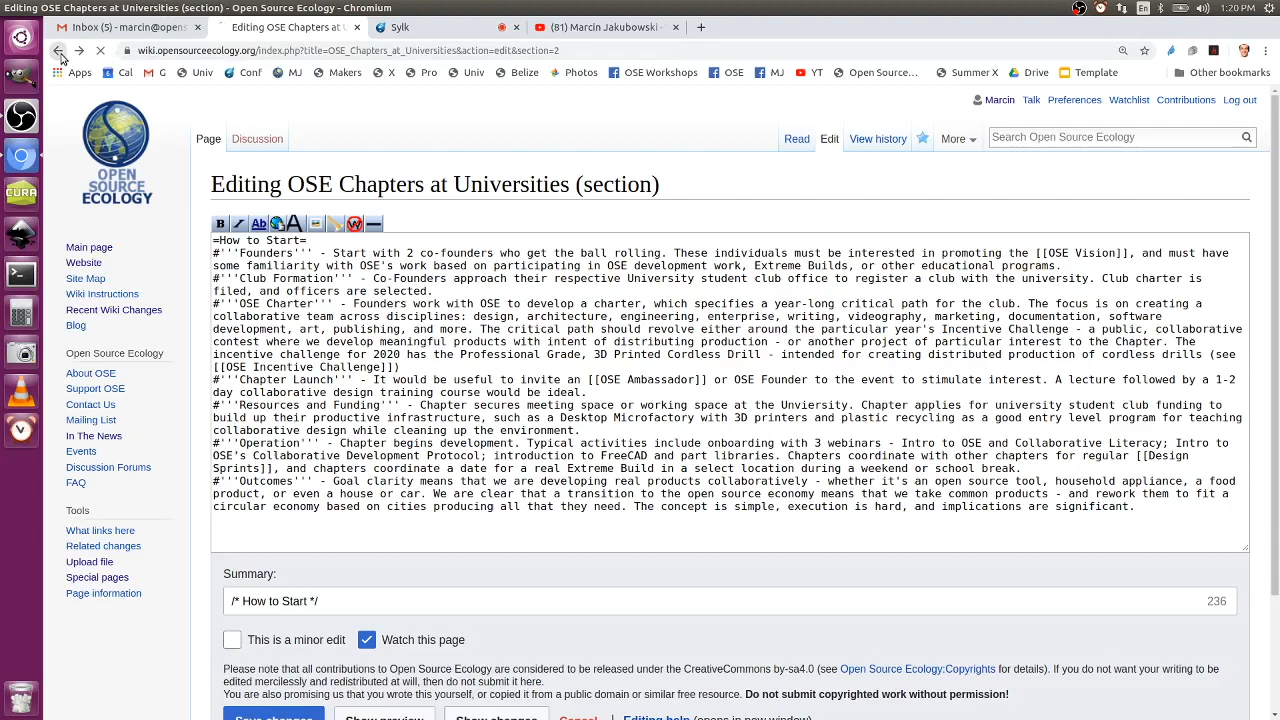 Editing OSE Chapters at Universities (section) - Open Source Ecology - Chromium
En
1:20 PM
Inbox (5) - marcin@opens
Editing OSE Chapters at U
Sylk
(81) Marcin Jakubowski -
wiki.opensourceecology.org/index.php?title=OSE_Chapters_at_Universities&action=edit&section=2
Apps
Cal
G
Univ
Conf
MJ
Makers
X
Pro
Univ
Belize
Photos
OSE Workshops
OSE
MJ
YT
Open Source…
Summer X
Drive
Template
Other bookmarks
Marcin
Talk
Preferences
Watchlist
Contributions
Log out
OPEN
SOURCE
ECOLOGY
Page
Discussion
Read
Edit
View history
More
Search Open Source Ecology
Editing OSE Chapters at Universities (section)
Main page
Website
Site Map
Wiki Instructions
Recent Wiki Changes
Blog
Open Source Ecology
About OSE
Support OSE
Contact Us
Mailing List
In The News
Events
Discussion Forums
FAQ
Tools
What links here
Related changes
Upload file
Special pages
Page information
CURA
B
Ab
A
=How to Start=
#'''Founders''' - Start with 2 co-founders who get the ball rolling. These individuals must be interested in promoting the [[OSE Vision]], and must have
some familiarity with OSE's work based on participating in OSE development work, Extreme Builds, or other educational programs.
#'''Club Formation''' - Co-Founders approach their respective University student club office to register a club with the university. Club charter is
filed, and officers are selected.
#'''OSE Charter''' - Founders work with OSE to develop a charter, which specifies a year-long critical path for the club. The focus is on creating a
collaborative team across disciplines: design, architecture, engineering, enterprise, writing, videography, marketing, documentation, software
development, art, publishing, and more. The critical path should revolve either around the particular year's Incentive Challenge - a public, collaborative
contest where we develop meaningful products with intent of distributing production - or another project of particular interest to the Chapter. The
incentive challenge for 2020 has the Professional Grade, 3D Printed Cordless Drill - intended for creating distributed production of cordless drills (see
[[OSE Incentive Challenge]])
#'''Chapter Launch''' - It would be useful to invite an [[OSE Ambassador]] or OSE Founder to the event to stimulate interest. A lecture followed by a 1-2
day collaborative design training course would be ideal.
#'''Resources and Funding''' - Chapter secures meeting space or working space at the Unviersity. Chapter applies for university student club funding to
build up their productive infrastructure, such as a Desktop Microfactory with 3D printers and plastic recycling as a good entry level program for teaching
collaborative design while cleaning up the environment.
#'''Operation''' - Chapter begins development. Typical activities include onboarding with 3 webinars - Intro to OSE and Collaborative Literacy; Intro to
OSE's Collaborative Development Protocol; introduction to FreeCAD and part libraries. Chapters coordinate with other chapters for regular [[Design
Sprints]], and chapters coordinate a date for a real Extreme Build in a select location during a weekend or school break.
#'''Outcomes''' - Goal clarity means that we are developing real products collaboratively - whether it's an open source tool, household appliance, a food
product, or even a house or car. We are clear that a transition to the open source economy means that we take common products - and rework them to fit a
circular economy based on cities producing all that they need. The concept is simple, execution is hard, and implications are significant.
Summary:
/* How to Start */
236
This is a minor edit
Watch this page
Please note that all contributions to Open Source Ecology are considered to be released under the CreativeCommons by-sa4.0 (see Open Source Ecology:Copyrights for details). If you do not want your writing to be
edited mercilessly and redistributed at will, then do not submit it here.
You are also promising us that you wrote this yourself, or copied it from a public domain or similar free resource. Do not submit copyrighted work without permission!
Save changes
Show preview
Show changes
Cancel
Editing help (opens in new window)